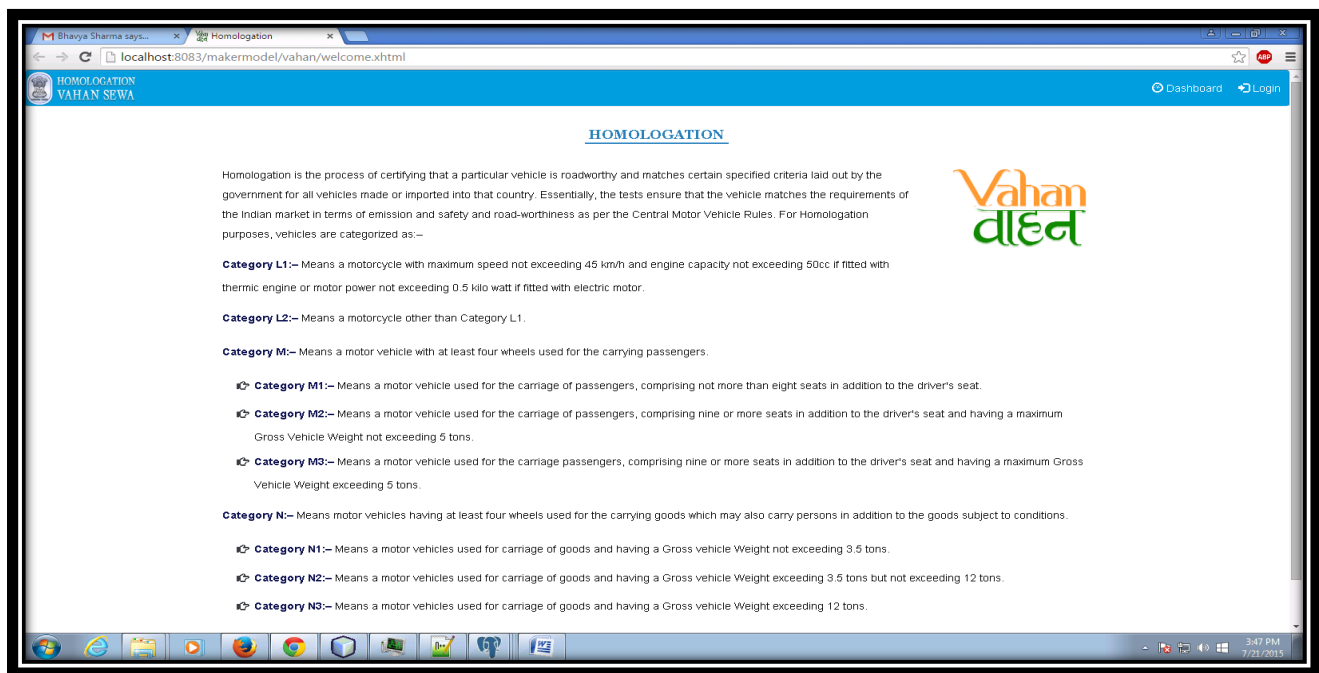 Bhavya Sharma says...
Homologation
localhost:8083/makermodel/vahan/welcome.xhtml
ABP
HOMOLOGATION
VAHAN SEWA
Dashboard
Login
HOMOLOGATION
Homologation is the process of certifying that a particular vehicle is roadworthy and matches certain specified criteria laid out by the
government for all vehicles made or imported into that country. Essentially, the tests ensure that the vehicle matches the requirements of
the Indian market in terms of emission and safety and road-worthiness as per the Central Motor Vehicle Rules. For Homologation
purposes, vehicles are categorized as:–
Vahan
वाहन
Category L1:– Means a motorcycle with maximum speed not exceeding 45 km/h and engine capacity not exceeding 50cc if fitted with
thermic engine or motor power not exceeding 0.5 kilo watt if fitted with electric motor.
Category L2:– Means a motorcycle other than Category L1.
Category M:– Means a motor vehicle with at least four wheels used for the carrying passengers.
Category M1:– Means a motor vehicle used for the carriage of passengers, comprising not more than eight seats in addition to the driver's seat.
Category M2:– Means a motor vehicle used for the carriage of passengers, comprising nine or more seats in addition to the driver's seat and having a maximum
Gross Vehicle Weight not exceeding 5 tons.
Category M3:– Means a motor vehicle used for the carriage passengers, comprising nine or more seats in addition to the driver's seat and having a maximum Gross
Vehicle Weight exceeding 5 tons.
Category N:– Means motor vehicles having at least four wheels used for the carrying goods which may also carry persons in addition to the goods subject to conditions.
Category N1:– Means a motor vehicles used for carriage of goods and having a Gross vehicle Weight not exceeding 3.5 tons.
Category N2:– Means a motor vehicles used for carriage of goods and having a Gross vehicle Weight exceeding 3.5 tons but not exceeding 12 tons.
Category N3:– Means a motor vehicles used for carriage of goods and having a Gross vehicle Weight exceeding 12 tons.
3:47 PM
7/21/2015